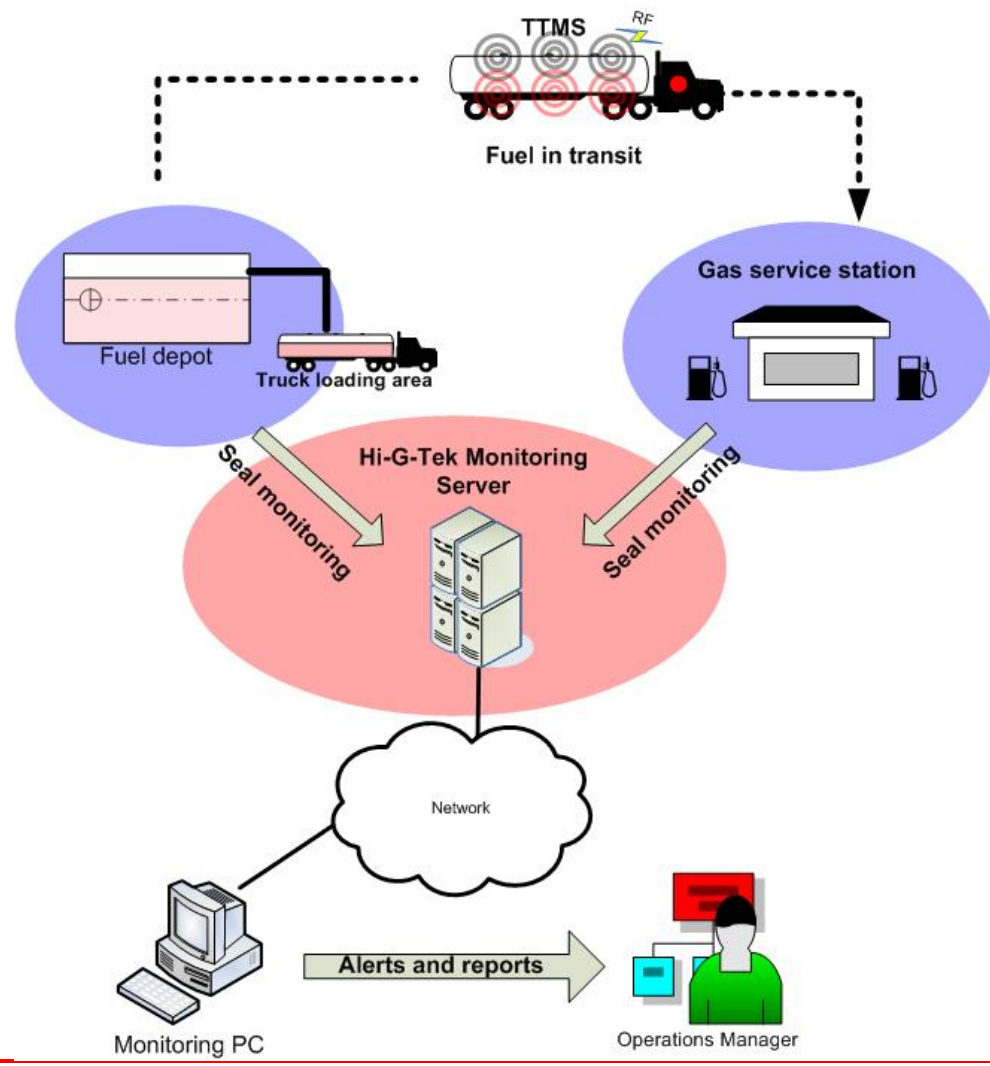 TTMS
RF
Fuel in transit
Fuel depot
Truck loading area
Gas service station
Hi-G-Tek Monitoring
Server
Seal monitoring
Seal monitoring
Network
Alerts and reports
Monitoring PC
Operations Manager